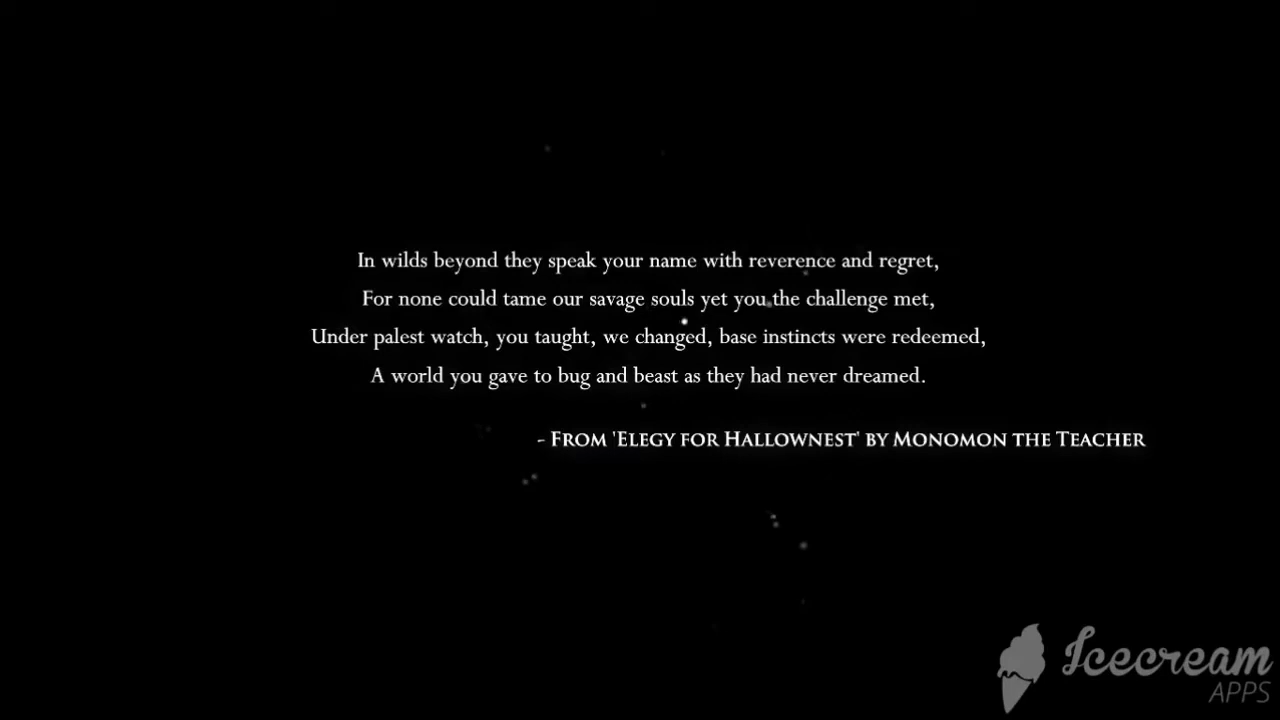 In wilds beyond they speak your name with reverence and regret,
For none could tame our savage souls yet you the challenge met,
Under palest watch, you taught, we changed, base instincts were redeemed,
A world you gave to bug and beast as they had never dreamed.
- From 'Elegy for Hallownest' by Monomon the Teacher
Icecream
APPS